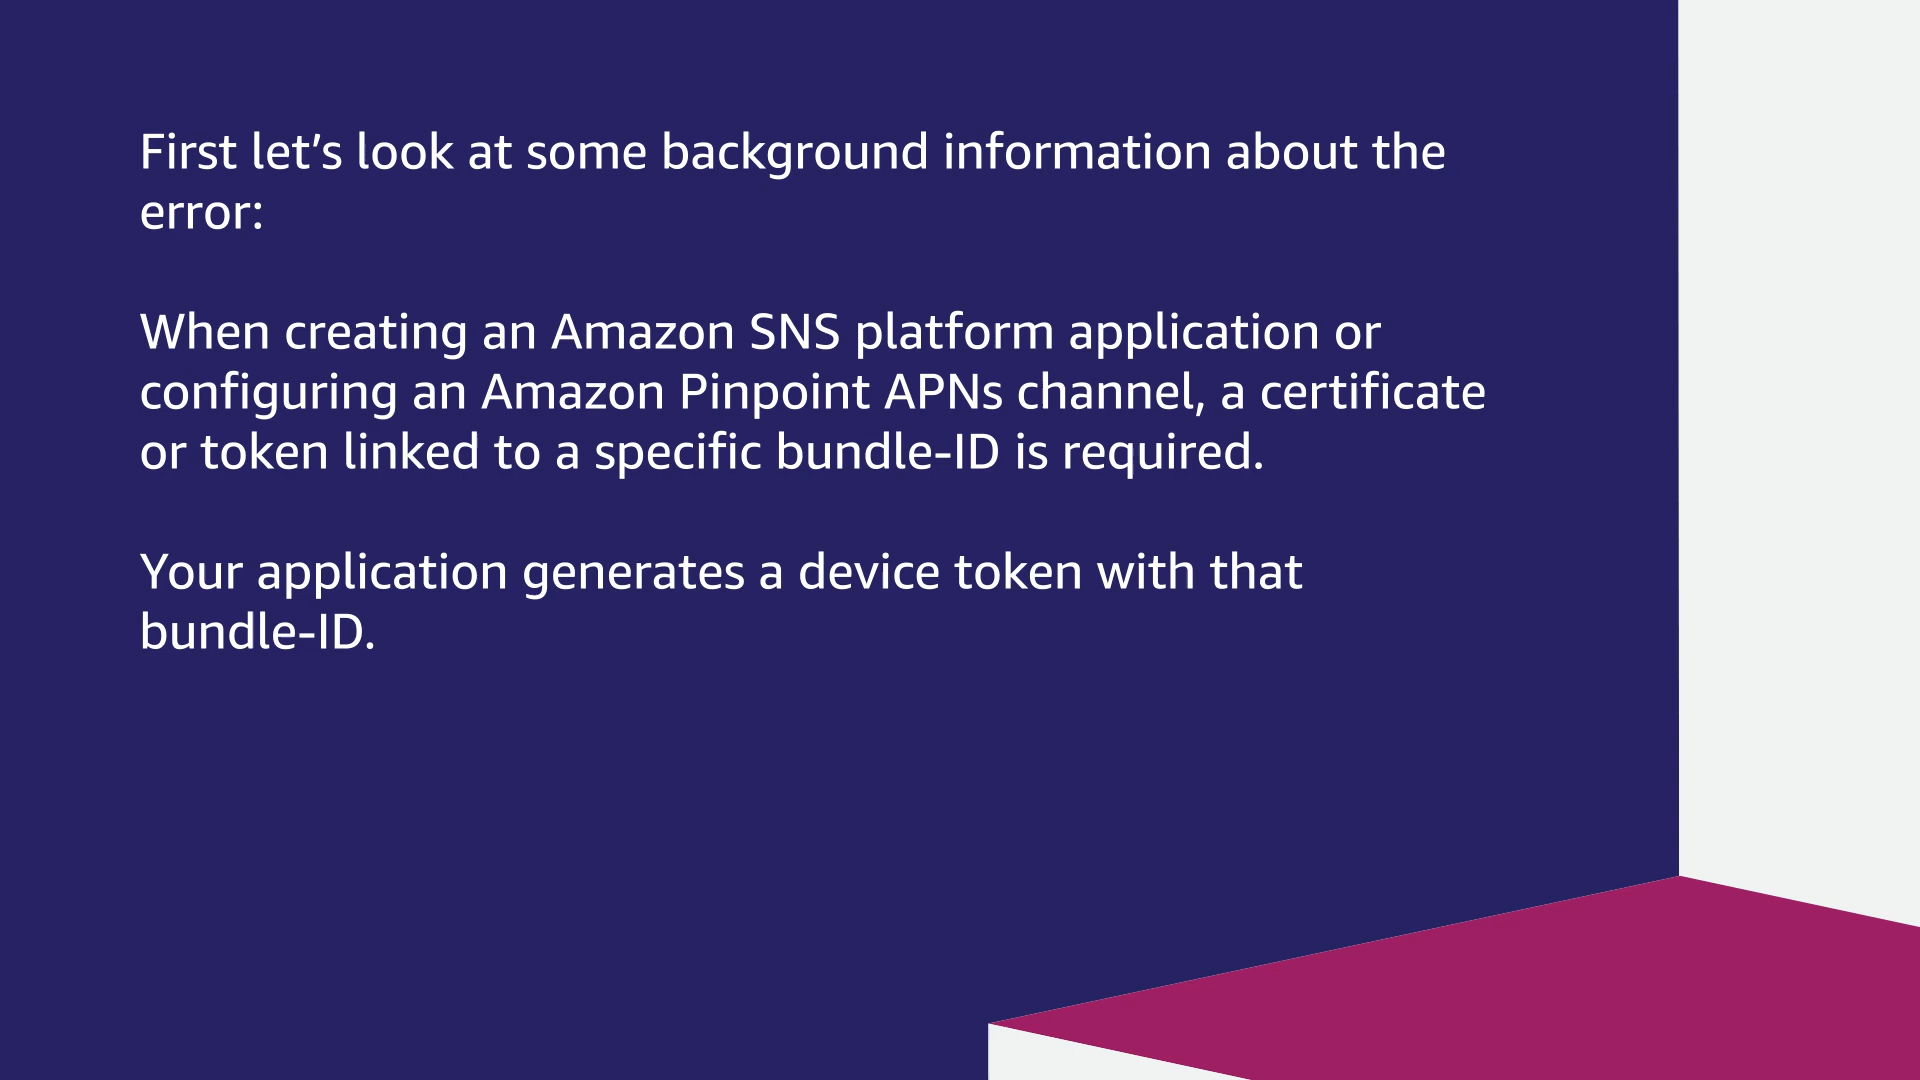 First let’s look at some background information about the
error:
When creating an Amazon SNS platform application or
configuring an Amazon Pinpoint APNs channel, a certificate
or token linked to a specific bundle-ID is required.
Your application generates a device token with that
bundle-ID.